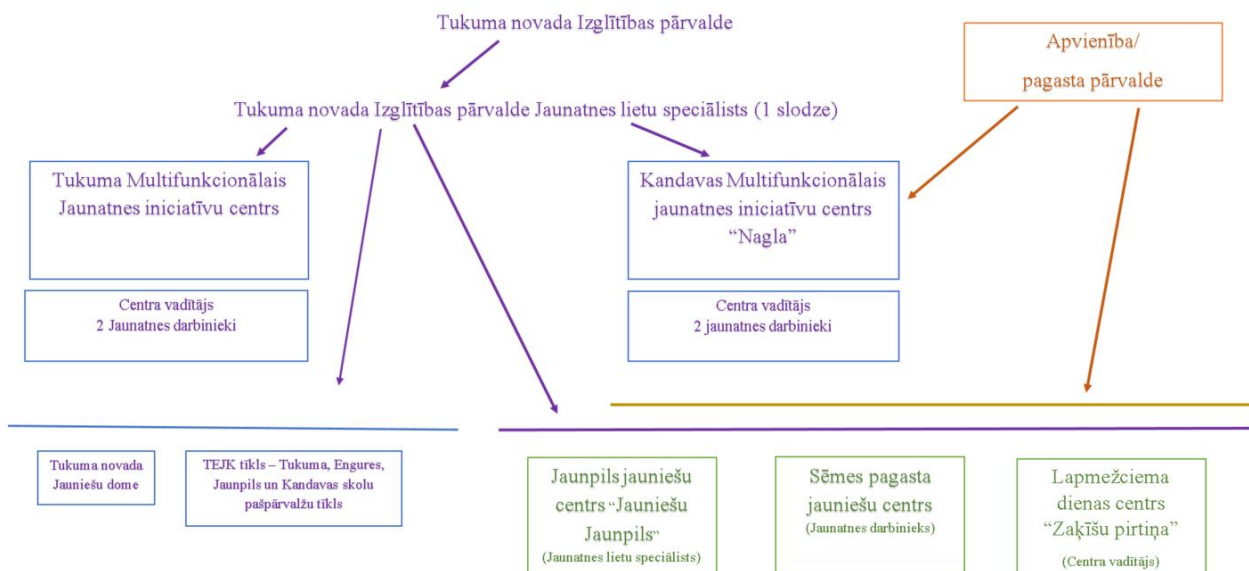 Tukuma novada Izglītības pārvalde
Apvienība/
pagasta pārvalde
Tukuma novada Izglītības pārvalde Jaunatnes lietu speciālists (1 slodze)
Tukuma Multifunkcionālais
Jaunatnes iniciatīvu centrs
Kandavas Multifunkcionālais
jaunatnes iniciatīvu centrs
“Nagla”
Centra vadītājs
2 Jaunatnes darbinieki
Centra vadītājs
2 jaunatnes darbinieki
Tukuma novada
Jauniešu dome
TEJK tīkls – Tukuma, Engures,
Jaunpils un Kandavas skolu
pašpārvalžu tīkls
Jaunpils jauniešu
centrs “Jauniešu
Jaunpils”
(Jaunatnes lietu speciālists)
Sēmes pagasta
jauniešu centrs
(Jaunatnes darbinieks)
Lapmežciema
dienas centrs
“Zaķīšu pirtiņa”
(Centra vadītājs)